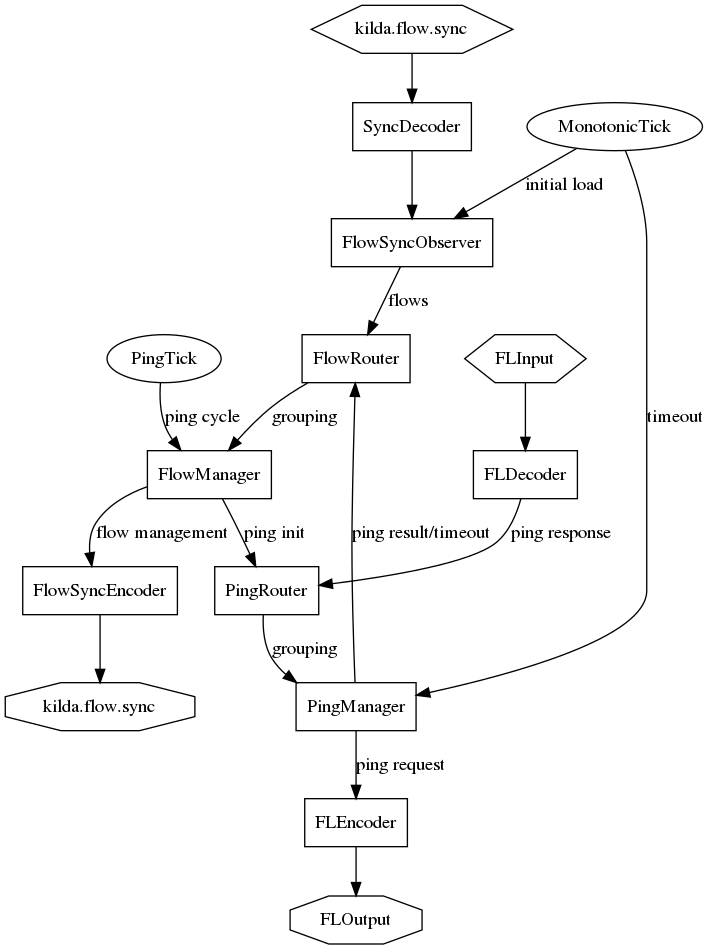 kilda.flow.sync
SyncDecoder
MonotonicTick
initial load
FlowSyncObserver
flows
PingTick
FlowRouter
FLInput
ping cycle
grouping
timeout
FlowManager
FLDecoder
flow management
ping init
ping result/timeout
ping response
FlowSyncEncoder
PingRouter
grouping
kilda.flow.sync
PingManager
ping request
FLEncoder
FLOutput